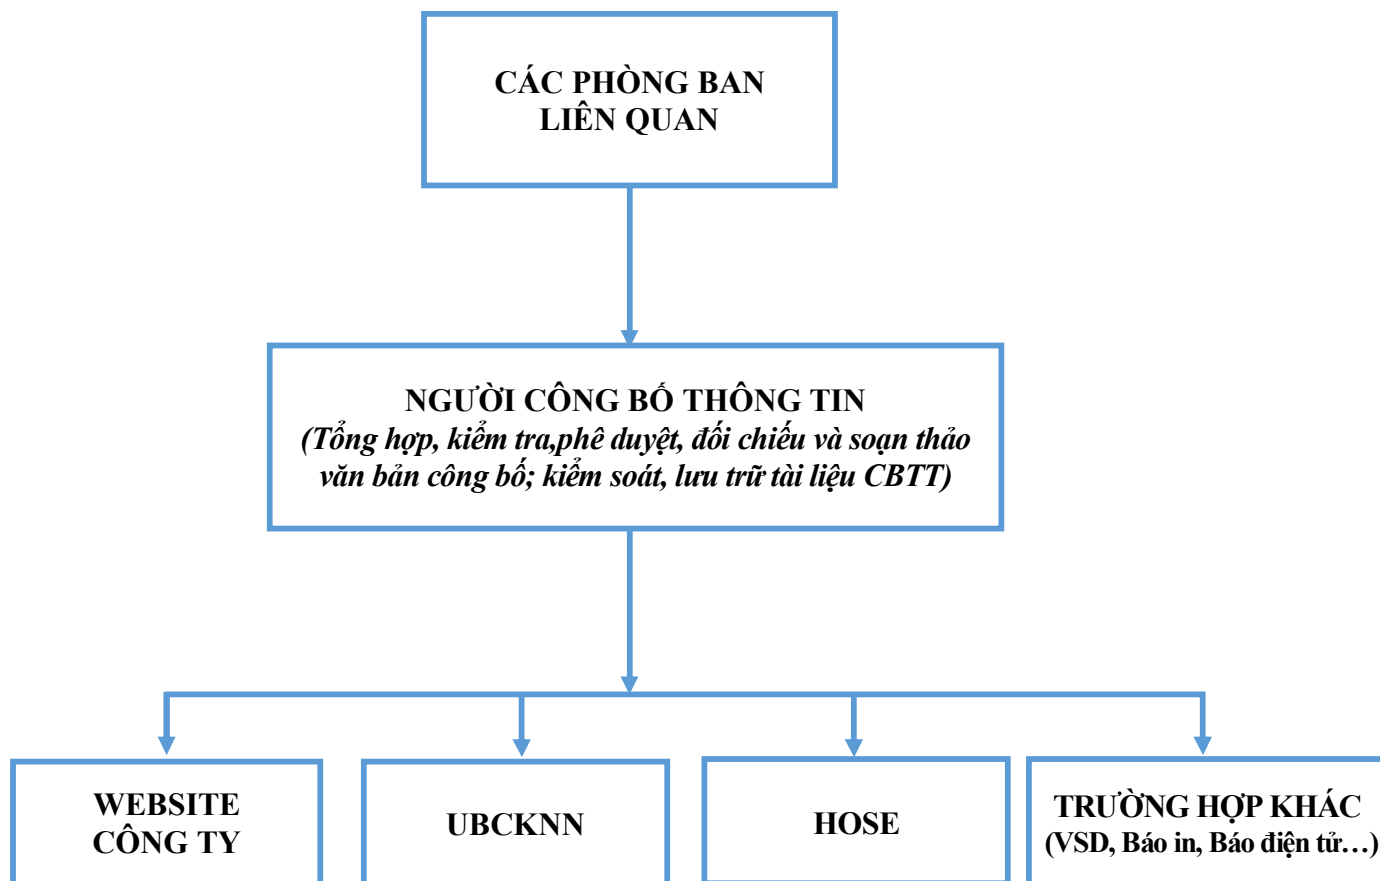 CÁC PHÒNG BAN
LIÊN QUAN
NGƯỜI CÔNG BỐ THÔNG TIN
(Tổng hợp, kiểm tra,phê duyệt, đối chiếu và soạn thảo
văn bản công bố; kiểm soát, lưu trữ tài liệu CBTT)
WEBSITE
CÔNG TY
UBCKNN
HOSE
TRƯỜNG HỢP KHÁC
(VSD, Báo in, Báo điện tử…)